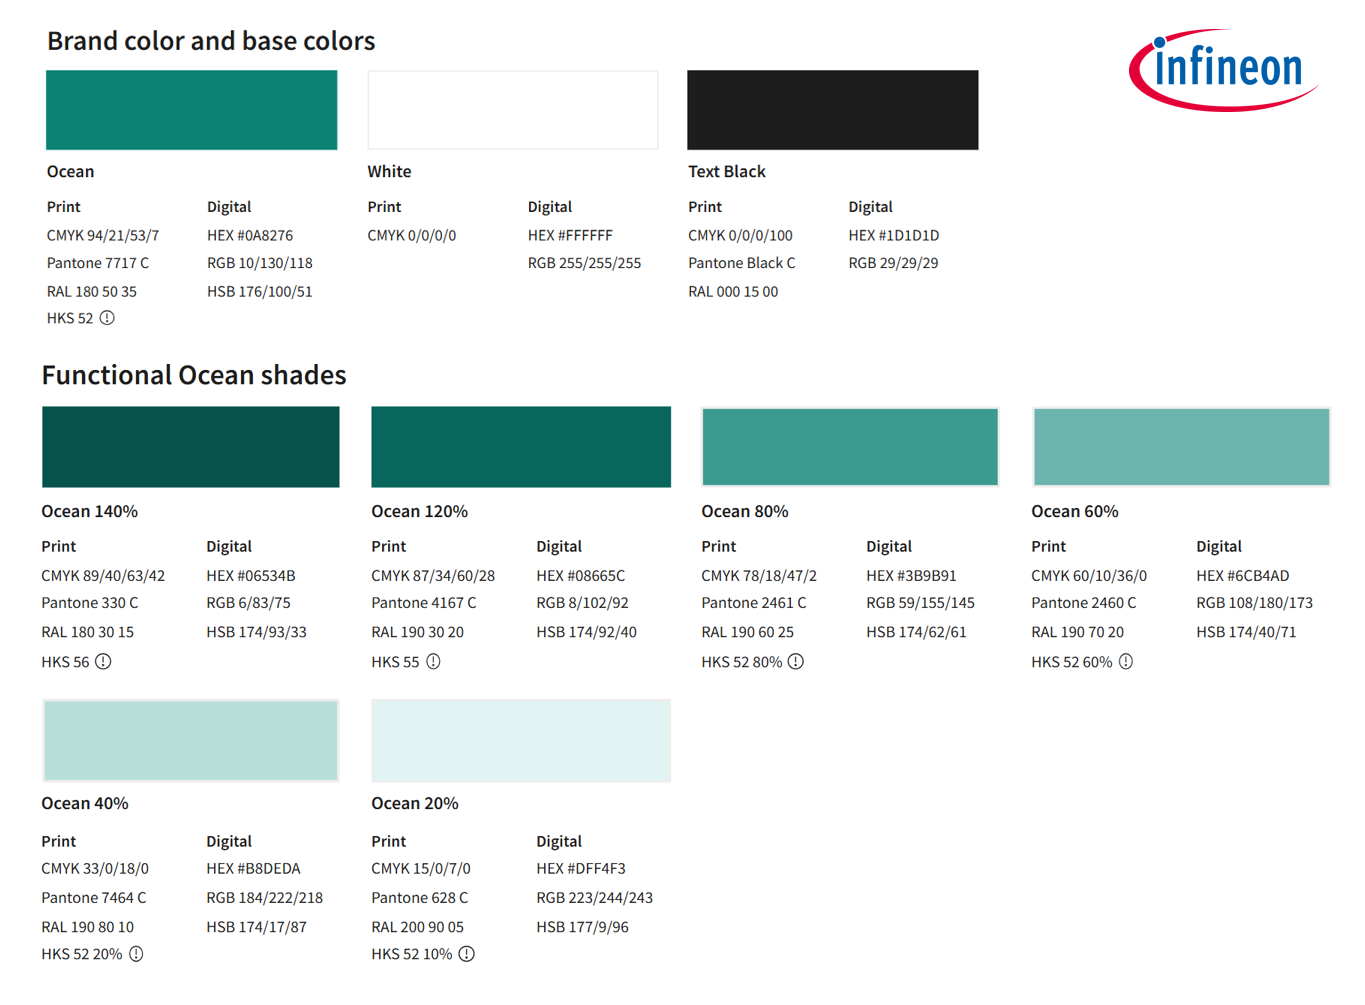 Brand color and base colors
infineon
Ocean
White
Text Black
Print Digital
Print Digital
Print Digital
CMYK 94/21/53/7 HEX #0A8276
CMYK 0/0/0/0 HEX #FFFFFF
CMYK 0/0/0/100 HEX #1D1D1D
Pantone 7717 C RGB 10/130/118
RGB 255/255/255
Pantone Black C RGB 29/29/29
RAL 180 50 35 HSB 176/100/51
RAL 000 15 00
HKS 52
Functional Ocean shades
Ocean 140%
Ocean 120%
Ocean 80%
Ocean 60%
Print Digital
Print Digital
Print Digital
Print Digital
CMYK 89/40/63/42 HEX #06534B
CMYK 87/34/60/28 HEX #08665C
CMYK 78/18/47/2 HEX #3B9B91
CMYK 60/10/36/0 HEX #6CB4AD
Pantone 330 C RGB 6/83/75
Pantone 4167 C RGB 8/102/92
Pantone 2461 C RGB 59/155/145
Pantone 2460 C RGB 108/180/173
RAL 180 30 15 HSB 174/93/33
RAL 190 30 20 HSB 174/92/40
RAL 190 60 25 HSB 174/62/61
RAL 190 70 20 HSB 174/40/71
HKS 56
HKS 55
HKS 52 80%
HKS 52 60%
Ocean 40%
Ocean 20%
Print Digital
Print Digital
CMYK 33/0/18/0 HEX #B8DEDA
CMYK 15/0/7/0 HEX #DFF4F3
Pantone 7464 C RGB 184/222/218
Pantone 628 C RGB 223/244/243
RAL 190 80 10 HSB 174/17/87
RAL 200 90 05 HSB 177/9/96
HKS 52 20%
HKS 52 10%